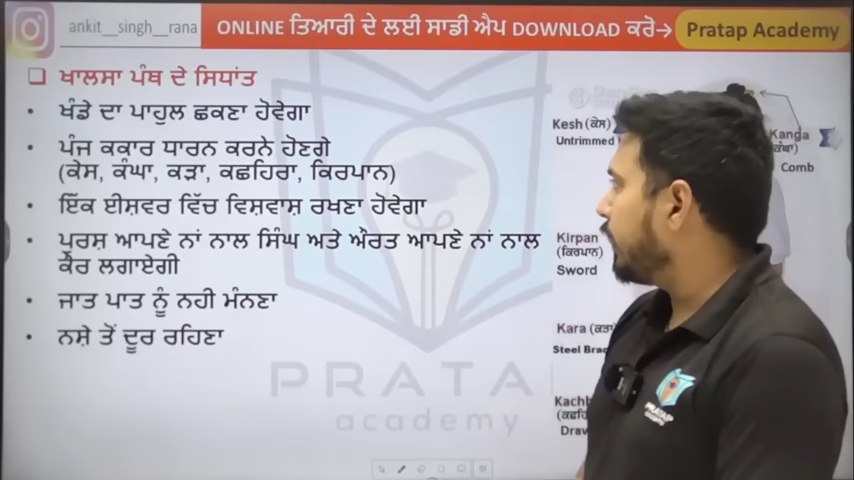 ankit__singh_rana
ONLINE ਤਿਆਰੀ ਦੇ ਲਈ ਸਾਡੀ ਐਪ DOWNLOAD ਕਰੋ→
Pratap Academy
ਖਾਲਸਾ ਪੰਥ ਦੇ ਸਿਧਾਂਤ
• ਖੰਡੇ ਦਾ ਪਾਹੁਲ ਛਕਣਾ ਹੋਵੇਗਾ
• ਪੰਜ ਕਕਾਰ ਧਾਰਨ ਕਰਨੇ ਹੋਣਗੇ
(ਕੇਸ, ਕੰਘਾ, ਕੜਾ, ਕਛਹਿਰਾ, ਕਿਰਪਾਨ)
• ਇੱਕ ਈਸ਼ਵਰ ਵਿੱਚ ਵਿਸ਼ਵਾਸ਼ ਰਖਣਾ ਹੋਵੇਗਾ
• ਪੁਰਸ਼ ਆਪਣੇ ਨਾਂ ਨਾਲ ਸਿੰਘ ਅਤੇ ਔਰਤ ਆਪਣੇ ਨਾਂ ਨਾਲ
ਕੌਰ ਲਗਾਏਗੀ
• ਜਾਤ ਪਾਤ ਨੂੰ ਨਹੀ ਮੰਨਣਾ
• ਨਸ਼ੇ ਤੋਂ ਦੂਰ ਰਹਿਣਾ
Kesh (ਕੇਸ)
Untrimmed
Kanga
(ਕੰਘਾ)
Comb
Kirpan
(ਕਿਰਪਾਨ)
Sword
Kara
Steel
PRATA
academy
PRATAP